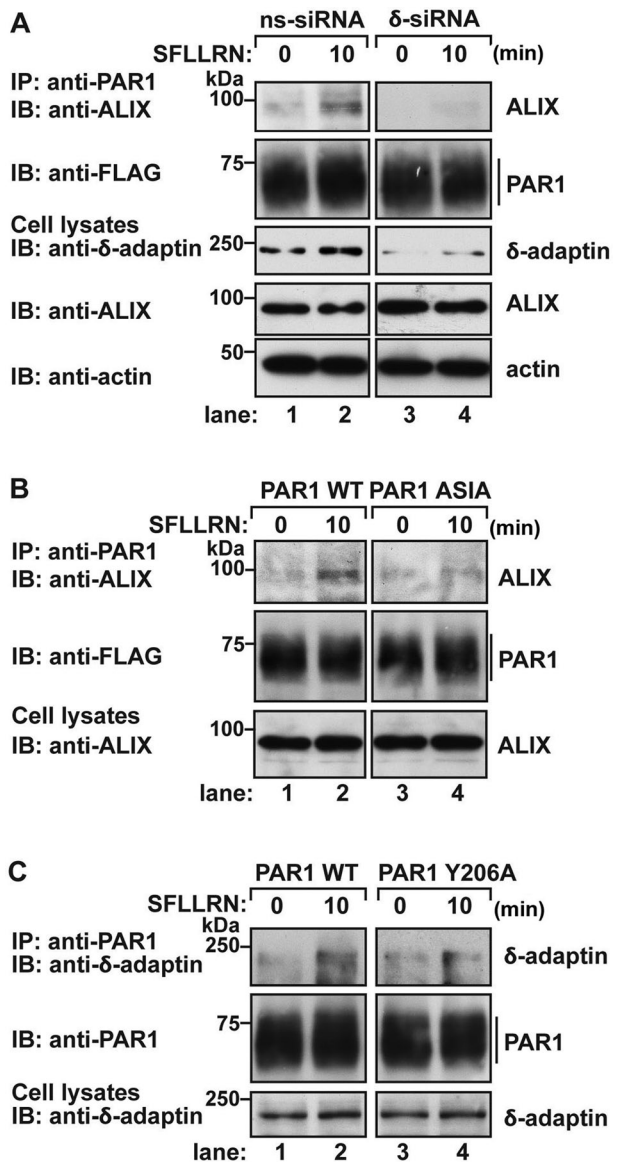 A
ns-siRNA δ-siRNA
SFLLRN: 0 10 0 10 (min)
kDa
IP: anti-PAR1
IB: anti-ALIX 100 ALIX
IB: anti-FLAG 75 PAR1
Cell lysates
IB: anti-δ-adaptin 250 δ-adaptin
IB: anti-ALIX 100 ALIX
IB: anti-actin 50 actin
lane: 1 2 3 4
B
PAR1 WT PAR1 ASIA
SFLLRN: 0 10 0 10 (min)
kDa
IP: anti-PAR1
IB: anti-ALIX 100 ALIX
IB: anti-FLAG 75 PAR1
Cell lysates
IB: anti-ALIX 100 ALIX
lane: 1 2 3 4
C
PAR1 WT PAR1 Y206A
SFLLRN: 0 10 0 10 (min)
kDa
IP: anti-PAR1
IB: anti-δ-adaptin 250 δ-adaptin
IB: anti-PAR1 75 PAR1
Cell lysates
IB: anti-δ-adaptin 250 δ-adaptin
lane: 1 2 3 4